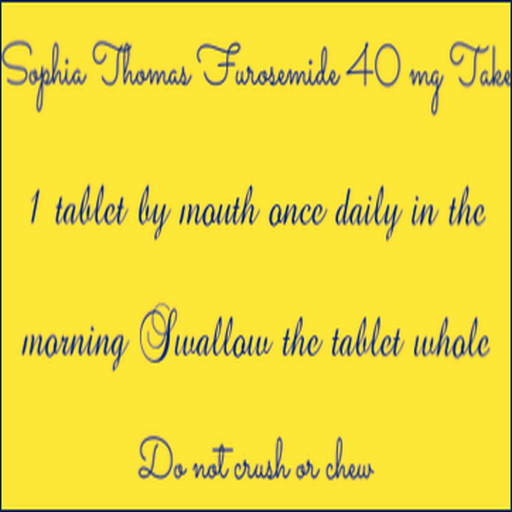 Sophia Thomas Furosemide 40 mg Take
1 tablet by mouth once daily in the
morning Swallow the tablet whole
Do not crush or chew